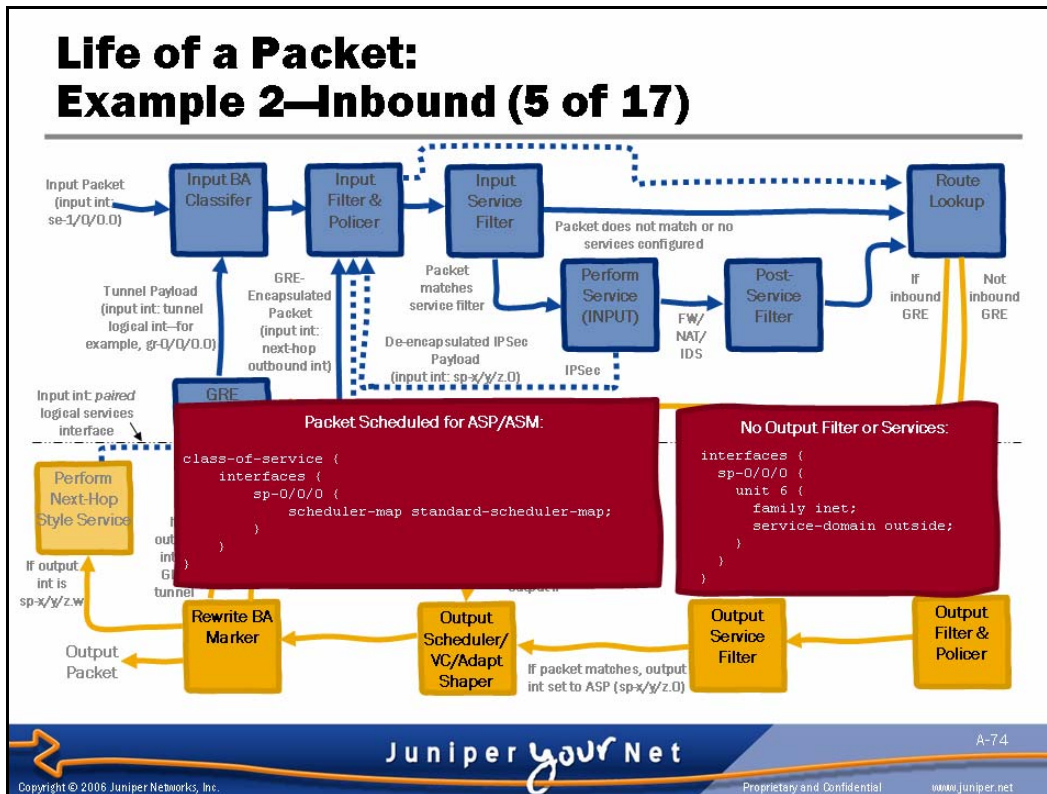 Life of a Packet:
Example 2—Inbound (5 of 17)
Input Packet
(input int:
se-1/0/0.0)
Input BA
Classifer
Input
Filter &
Policer
Input
Service
Filter
Route
Lookup
Packet does not match or no
services configured
Tunnel Payload
(input int: tunnel
logical int—for
example, gr-0/0/0.0)
GRE-
Encapsulated
Packet
(input int:
next-hop
outbound int)
Packet
matches
service filter
Perform
Service
(INPUT)
FW/
NAT/
IDS
Post-
Service
Filter
If
inbound
GRE
Not
inbound
GRE
De-encapsulated IPSec
Payload
(input int: sp-x/y/z.0)
IPSec
Input int: paired
logical services
interface
GRE
Packet Scheduled for ASP/ASM:
class-of-service {
interfaces {
sp-0/0/0 {
scheduler-map standard-scheduler-map;
}
}
}
No Output Filter or Services:
interfaces {
sp-0/0/0 {
unit 6 {
family inet;
service-domain outside;
}
}
}
Perform
Next-Hop
Style Service
If output
int is
sp-x/y/z.w
tunnel
Rewrite BA
Marker
Output
Packet
Output
Scheduler/
VC/Adapt
Shaper
If packet matches, output
int set to ASP (sp-x/y/z.0)
Output
Service
Filter
Output
Filter &
Policer
Juniper your Net
A-74
Copyright © 2006 Juniper Networks, Inc.
Proprietary and Confidential
www.juniper.net